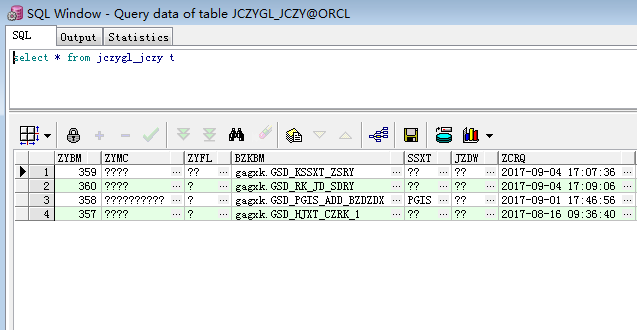 SQL Window - Query data of table JCZYGL_JCZY@ORCL
SQL Output Statistics
select * from jczygl_jczy t
ZYBM ZYMC ZYFL BZKBM SSXT JZDW ZCRQ
1 359 ???? ?? gagxk.GSD_KSSXT_ZSRY ?? ?? 2017-09-04 17:07:36
2 360 ???? ? gagxk.GSD_RK_JD_SDRY ?? ?? 2017-09-04 17:09:06
3 358 ?????????? ? gagxk.GSD_PGIS_ADD_BZDZDX PGIS ?? 2017-09-01 17:46:56
4 357 ???? ? gagxk.GSD_HJXT_CZRK_1 ?? ?? 2017-08-16 09:36:40